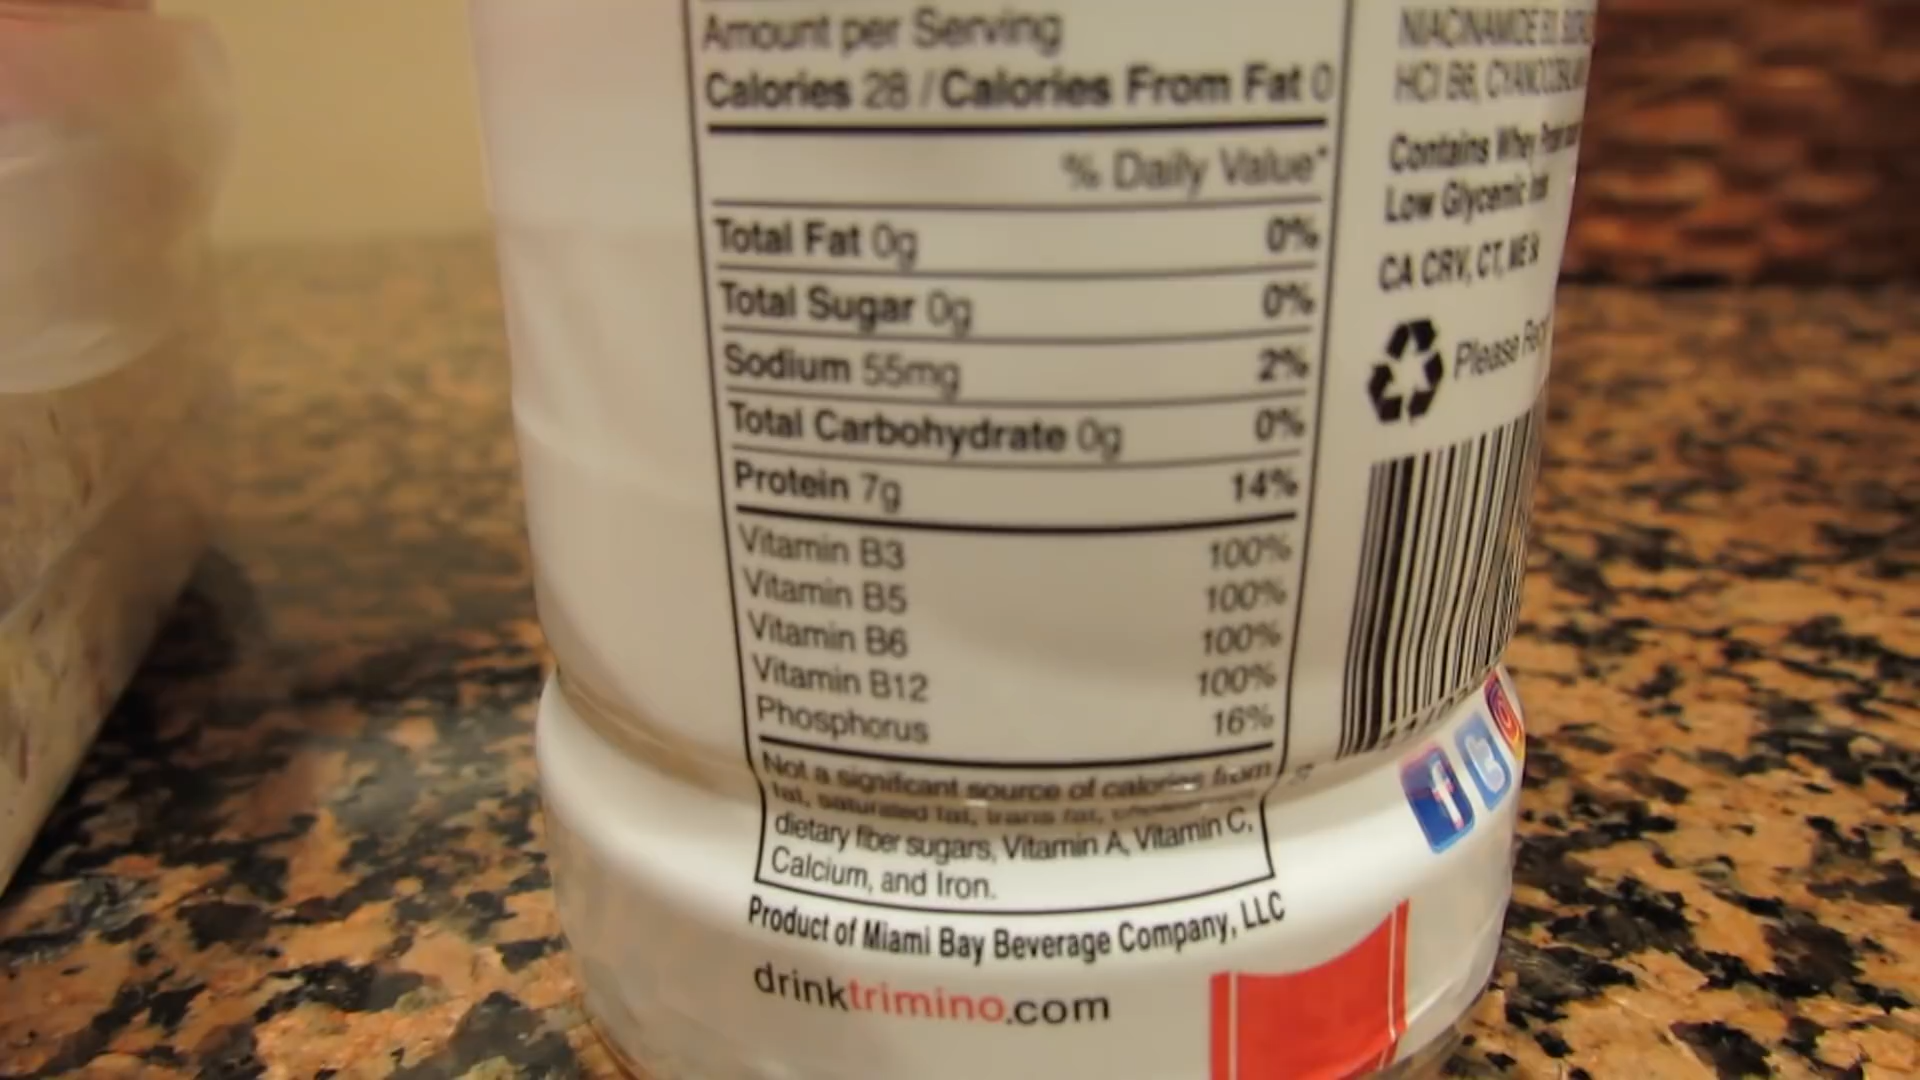 Amount per Serving
Calories 28 / Calories From Fat 0
% Daily Value*
Total Fat 0g 0%
Total Sugar 0g 0%
Sodium 55mg 2%
Total Carbohydrate 0g 0%
Protein 7g 14%
Vitamin B3 100%
Vitamin B5 100%
Vitamin B6 100%
Vitamin B12 100%
Phosphorus 16%
Not a significant source of calories from
fat, saturated fat, trans fat,
dietary fiber sugars, Vitamin A, Vitamin C,
Calcium, and Iron.
Product of Miami Bay Beverage Company, LLC
drinktrimino.com
NIACINAMIDE B3,
HCI B6,
Contains Whey
Low Glycemic
CA CRV, CT, ME &
Please